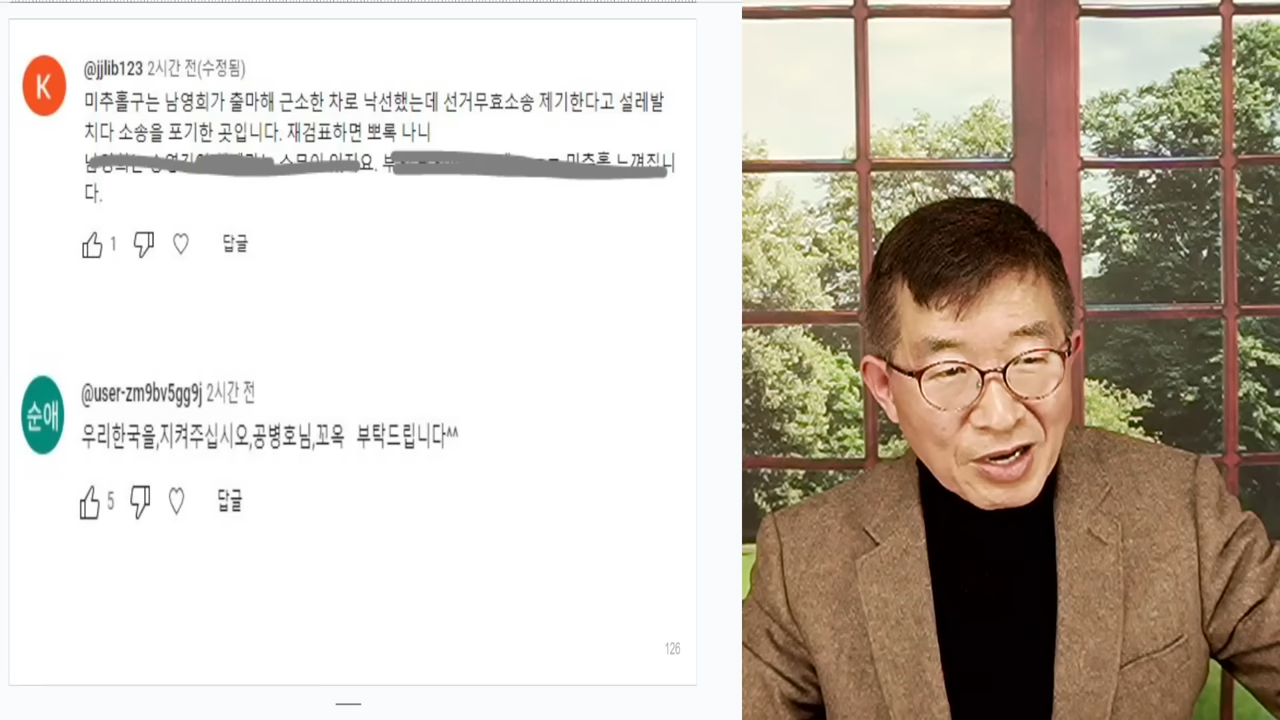 K
@jjlib123 2시간 전(수정됨)
미추홀구는 남영희가 출마해 근소한 차로 낙선했는데 선거무효소송 제기한다고 설레발
치다 소송을 포기한 곳입니다. 재검표하면 뽀록 나니
느껴집니
다.
1 답글
순애
@user-zm9bv5gg9j 2시간 전
우리한국을,지켜주십시오,공병호님,꼬옥 부탁드립니다^^
5 답글
126